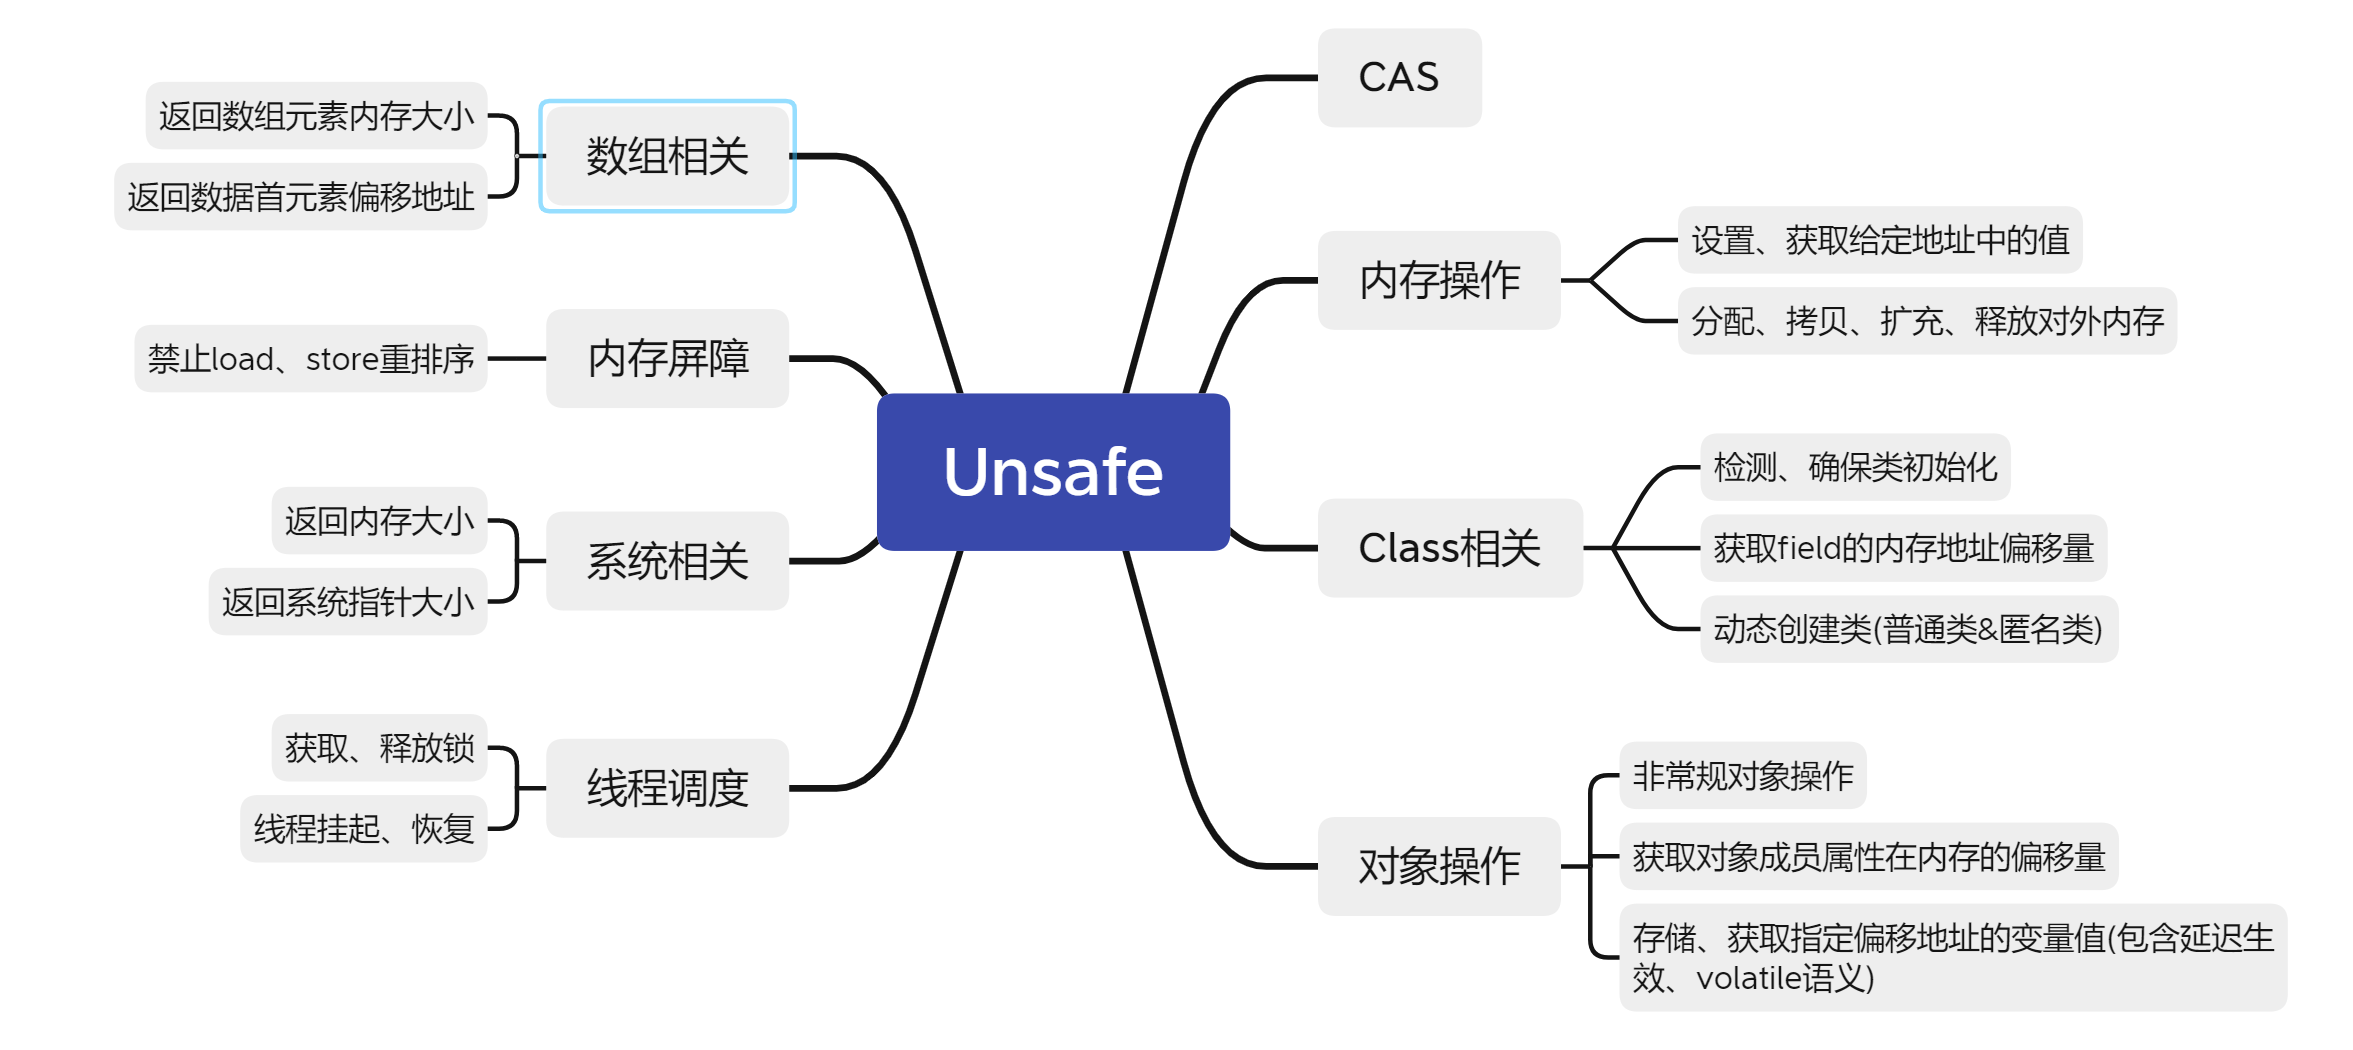 Unsafe
CAS
内存操作
设置、获取给定地址中的值
分配、拷贝、扩充、释放对外内存
Class相关
检测、确保类初始化
获取field的内存地址偏移量
动态创建类(普通类&匿名类)
对象操作
非常规对象操作
获取对象成员属性在内存的偏移量
存储、获取指定偏移地址的变量值(包含延迟生
效、volatile语义)
数组相关
返回数组元素内存大小
返回数据首元素偏移地址
内存屏障
禁止load、store重排序
系统相关
返回内存大小
返回系统指针大小
线程调度
获取、释放锁
线程挂起、恢复